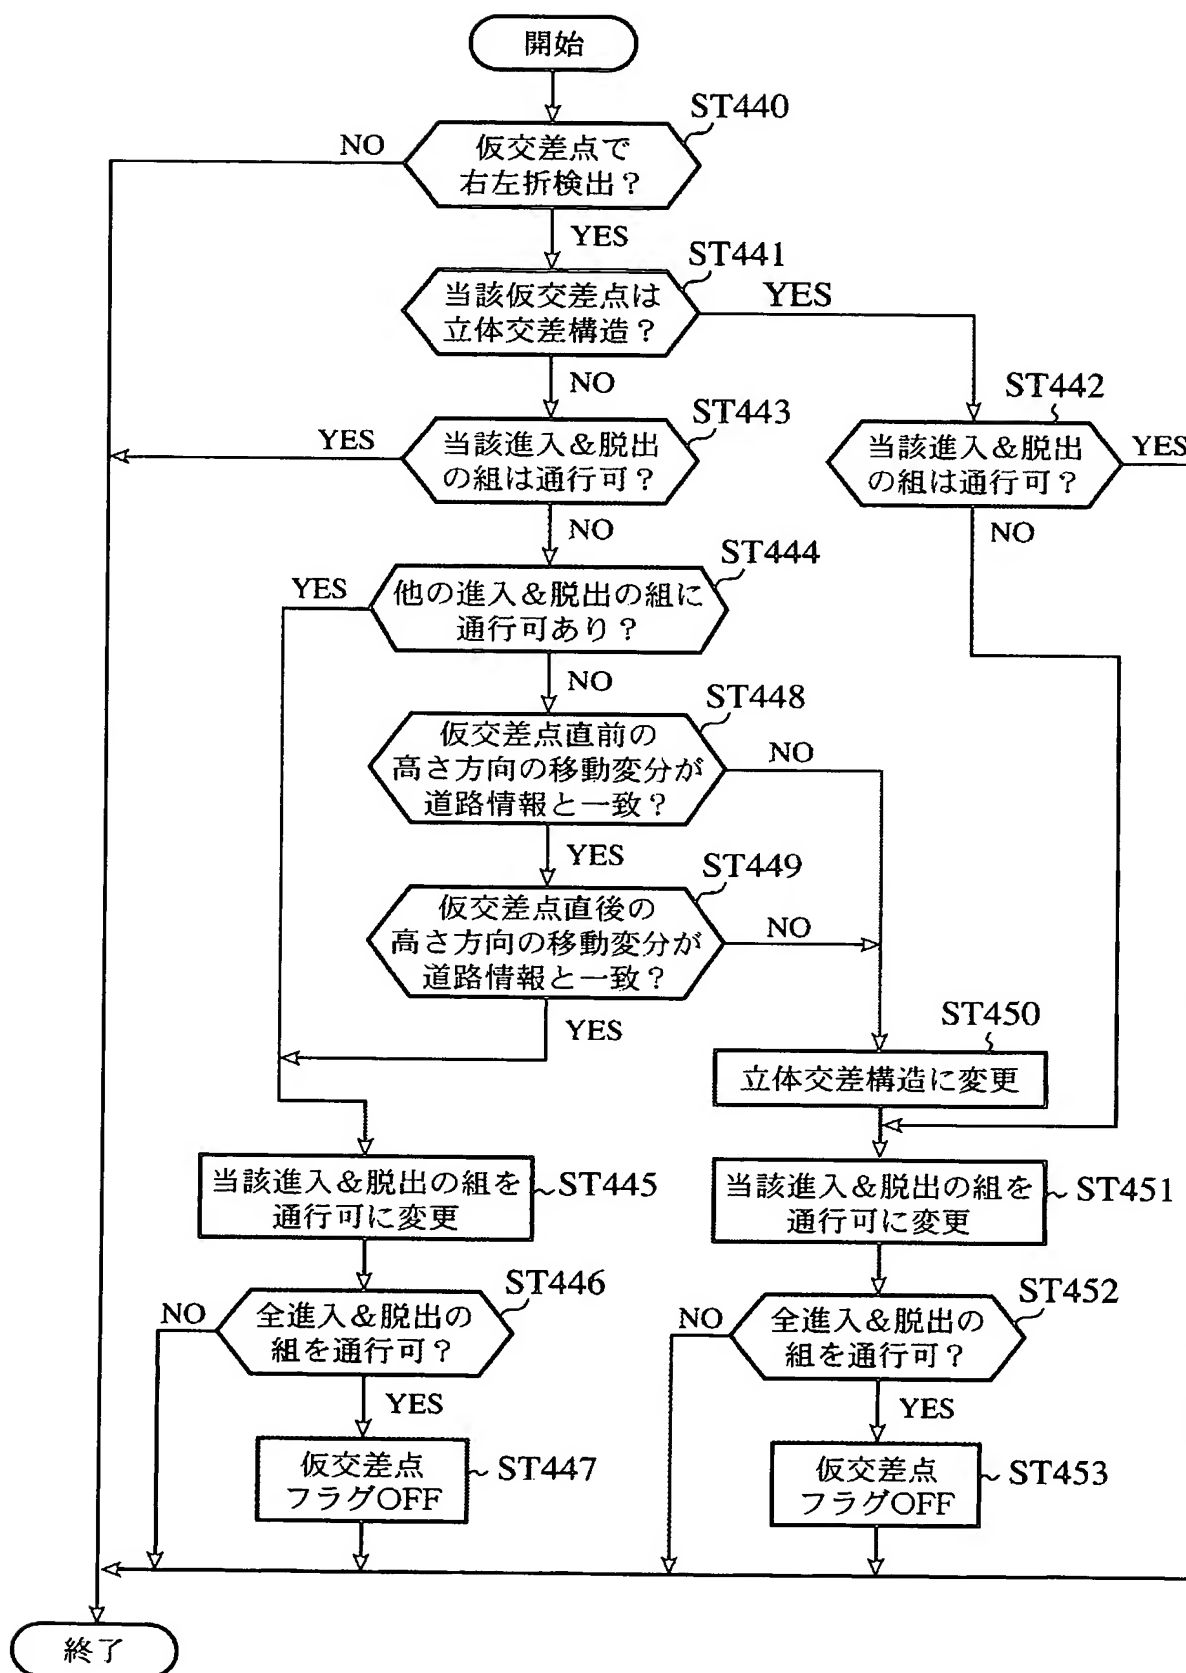 開始
ST440
NO
仮交差点で
右左折検出？
YES
ST441
当該仮交差点は
立体交差構造？
YES
NO
ST442
ST443
YES
当該進入＆脱出
の組は通行可？
当該進入＆脱出
の組は通行可？
YES
NO
NO
ST444
YES
他の進入＆脱出の組に
通行可あり？
NO
ST448
仮交差点直前の
高さ方向の移動変分が
道路情報と一致？
NO
YES
ST449
仮交差点直後の
高さ方向の移動変分が
道路情報と一致？
NO
YES
ST450
立体交差構造に変更
当該進入＆脱出の組を
通行可に変更
ST445
当該進入＆脱出の組を
通行可に変更
ST451
ST446
NO
全進入＆脱出の
組を通行可？
YES
ST452
NO
全進入＆脱出の
組を通行可？
YES
仮交差点
フラグOFF
ST447
仮交差点
フラグOFF
ST453
終了